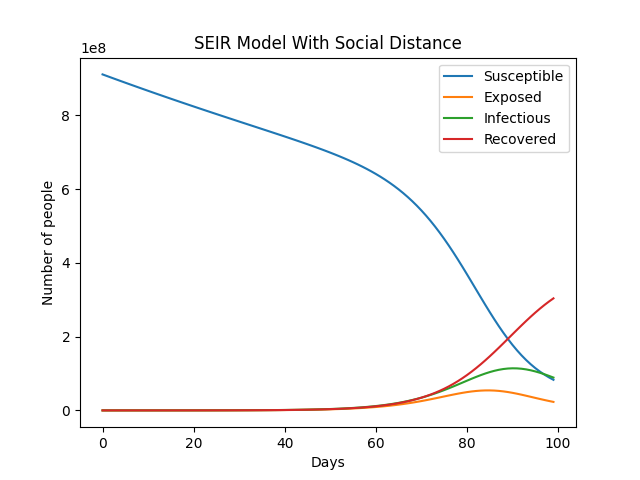 SEIR Model With Social Distance
1e8
Susceptible
Exposed
Infectious
Recovered
8
6
4
2
0
Number of people
0 20 40 60 80 100
Days